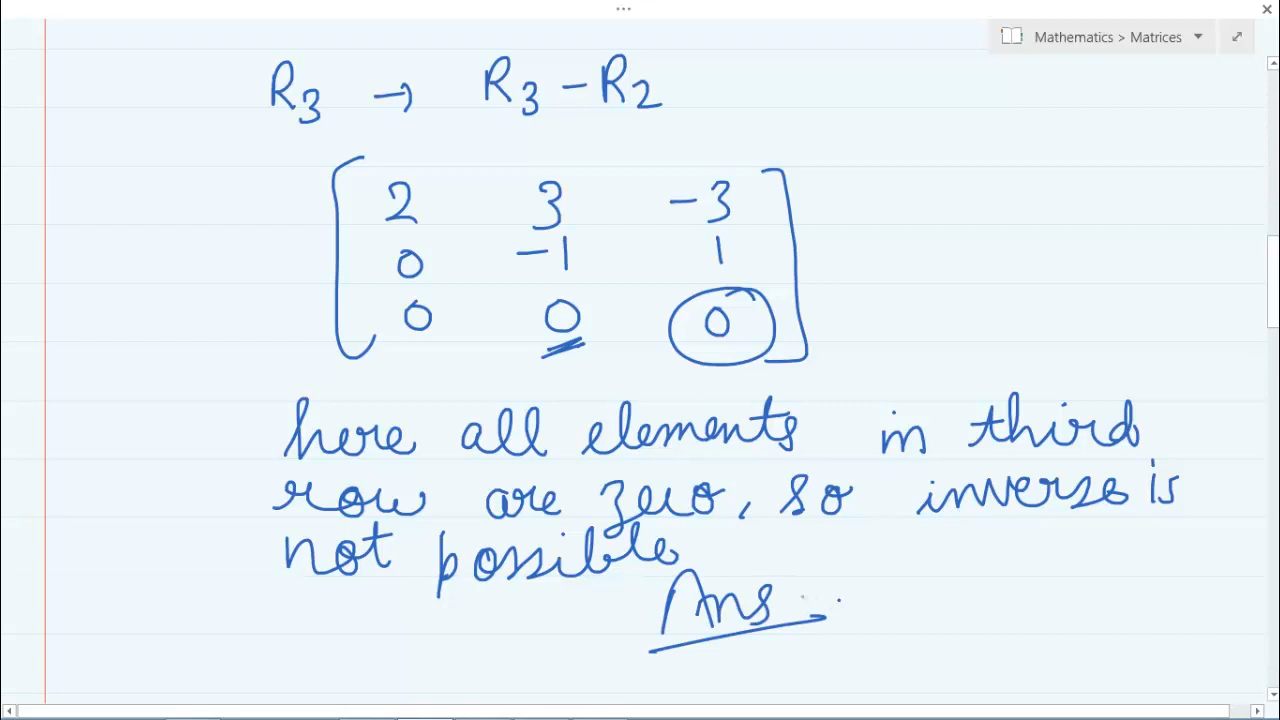 Mathematics > Matrices
R3 → R3 – R2
2 3 -3
0 -1 1
0 0 0
here all elements in third
row are zero, so inverse is
not possible
Ans